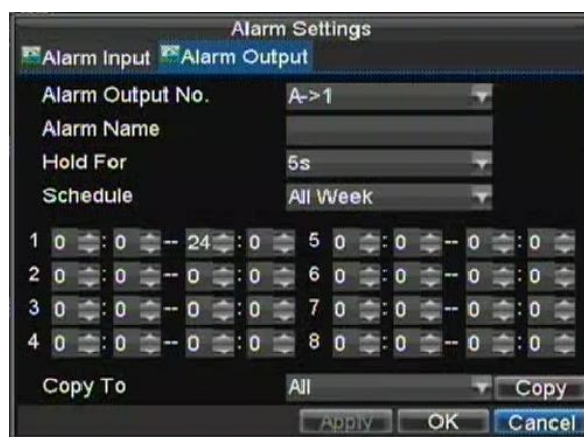 Alarm Settings
Alarm Input Alarm Output
Alarm Output No. A->1
Alarm Name
Hold For 5s
Schedule All Week
1 0 : 0 -- 24 : 0 5 0 : 0 -- 0 : 0
2 0 : 0 -- 0 : 0 6 0 : 0 -- 0 : 0
3 0 : 0 -- 0 : 0 7 0 : 0 -- 0 : 0
4 0 : 0 -- 0 : 0 8 0 : 0 -- 0 : 0
Copy To All Copy
Apply OK Cancel